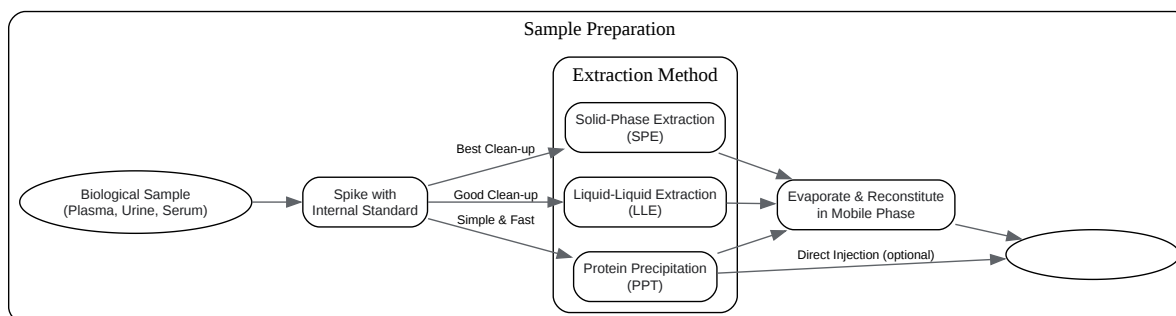 Sample Preparation
Extraction Method
Solid-Phase Extraction
(SPE)
Best Clean-up
Biological Sample
(Plasma, Urine, Serum)
Spike with
Internal Standard
Good Clean-up
Liquid-Liquid Extraction
(LLE)
Evaporate & Reconstitute
in Mobile Phase
Simple & Fast
Protein Precipitation
(PPT)
Direct Injection (optional)